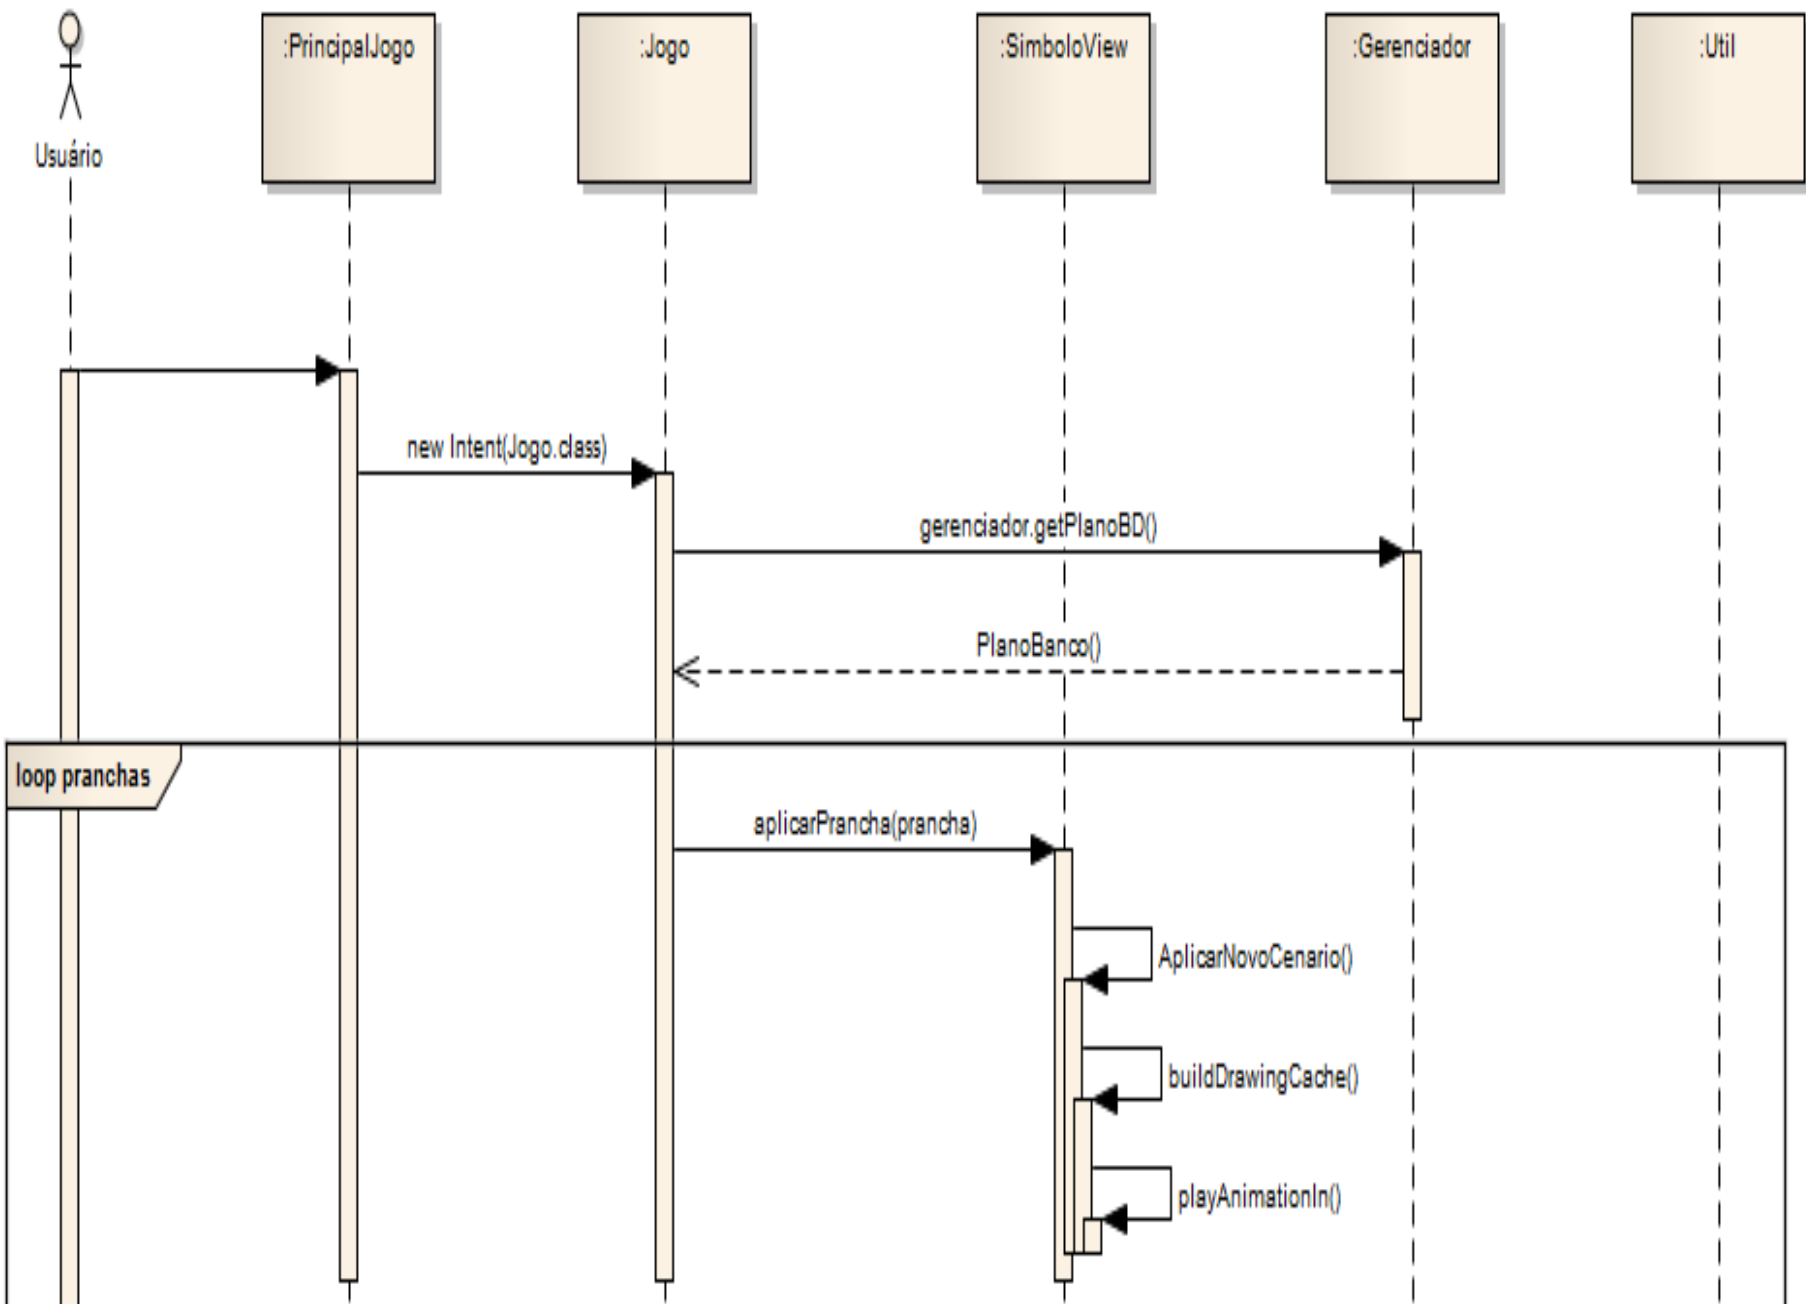 :PrincipalJogo
:Jogo
:SimboloView
:Gerenciador
:Util
Usuário
new Intent(Jogo.class)
gerenciador.getPlanoBD()
PlanoBanco()
loop pranchas
aplicarPrancha(prancha)
AplicarNovoCenario()
buildDrawingCache()
playAnimationIn()